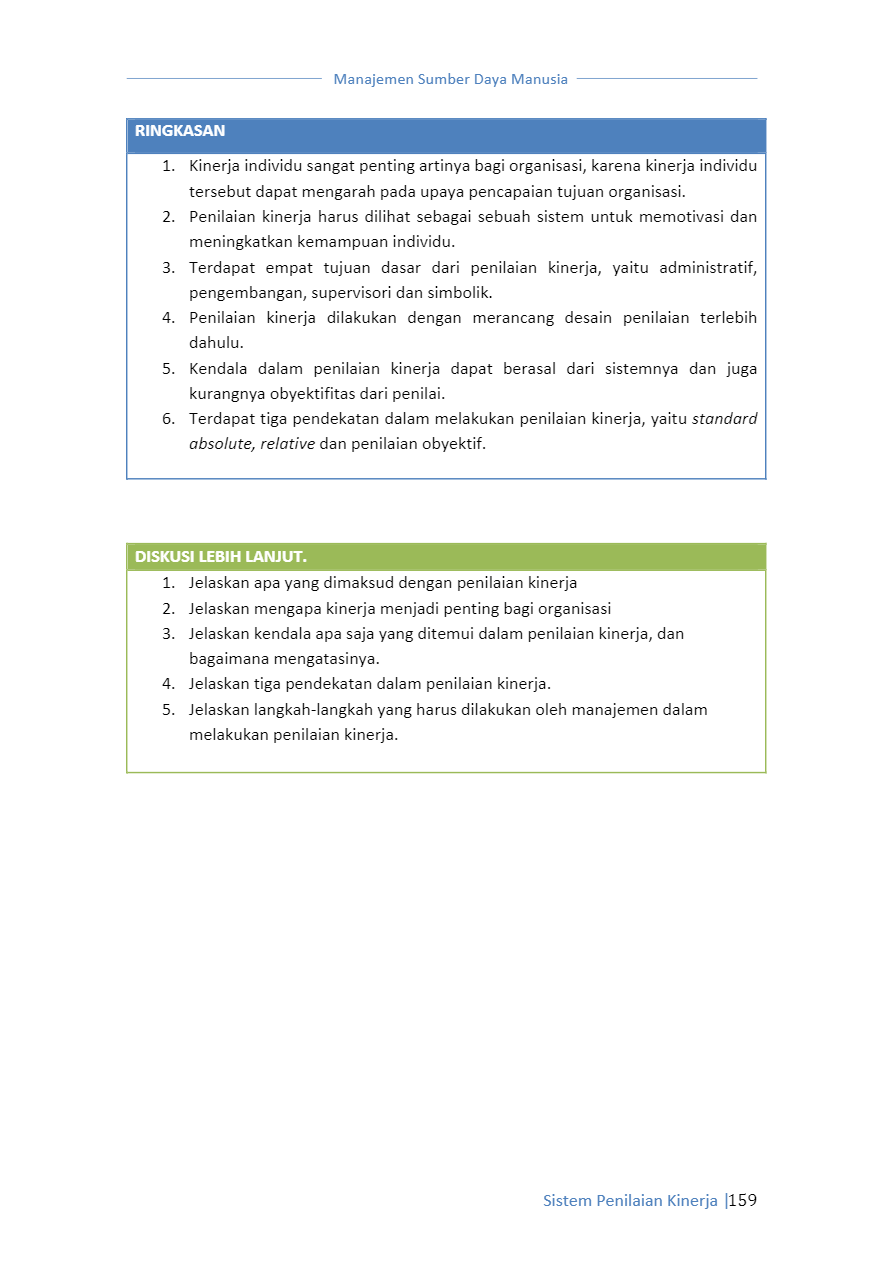 Manajemen Sumber Daya Manusia
RINGKASAN
1. Kinerja individu sangat penting artinya bagi organisasi, karena kinerja individu
tersebut dapat mengarah pada upaya pencapaian tujuan organisasi.
2. Penilaian kinerja harus dilihat sebagai sebuah sistem untuk memotivasi dan
meningkatkan kemampuan individu.
3. Terdapat empat tujuan dasar dari penilaian kinerja, yaitu administratif,
pengembangan, supervisori dan simbolik.
4. Penilaian kinerja dilakukan dengan merancang desain penilaian terlebih
dahulu.
5. Kendala dalam penilaian kinerja dapat berasal dari sistemnya dan juga
kurangnya obyektifitas dari penilai.
6. Terdapat tiga pendekatan dalam melakukan penilaian kinerja, yaitu standard
absolute, relative dan penilaian obyektif.
DISKUSI LEBIH LANJUT.
1. Jelaskan apa yang dimaksud dengan penilaian kinerja
2. Jelaskan mengapa kinerja menjadi penting bagi organisasi
3. Jelaskan kendala apa saja yang ditemui dalam penilaian kinerja, dan
bagaimana mengatasinya.
4. Jelaskan tiga pendekatan dalam penilaian kinerja.
5. Jelaskan langkah-langkah yang harus dilakukan oleh manajemen dalam
melakukan penilaian kinerja.
Sistem Penilaian Kinerja |159